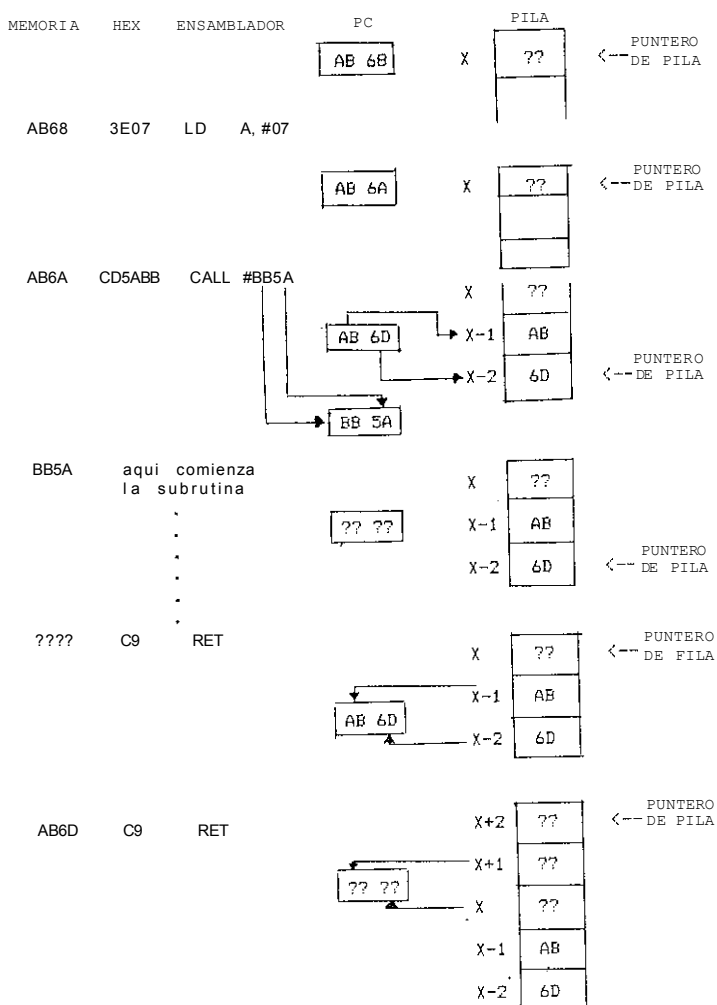 MEMORIA HEX ENSAMBLADOR PC PILA
AB 68 X ?? <--- PUNTERO
DE PILA
AB68 3E07 LD A, #07
AB 6A X ?? <--- PUNTERO
DE PILA
AB6A CD5ABB CALL #BB5A
X ??
AB 6D X-1 AB
X-2 6D <--- PUNTERO
DE PILA
BB 5A
BB5A aqui comienza
la subrutina
X ??
?? ?? X-1 AB
X-2 6D <--- PUNTERO
DE PILA
???? C9 RET
X ?? <--- PUNTERO
DE FILA
X-1 AB
AB 6D
X-2 6D
AB6D C9 RET
X+2 ?? <--- PUNTERO
DE PILA
X+1 ??
?? ??
X ??
X-1 AB
X-2 6D